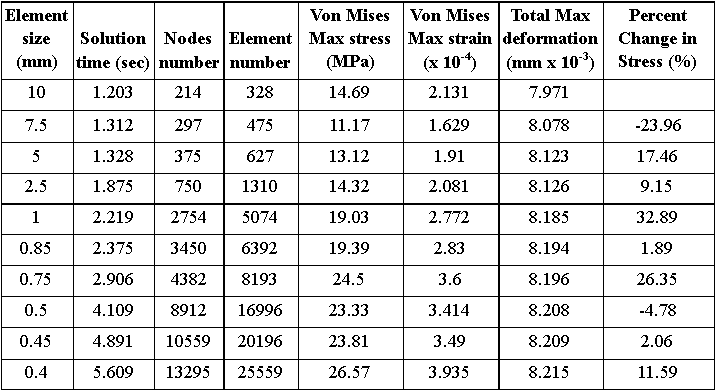 Element size (mm) Solution time (sec) Nodes number Element number Von Mises Max stress (MPa) Von Mises Max strain (x 10⁻⁴) Total Max deformation (mm x 10⁻³) Percent Change in Stress (%)
10 1.203 214 328 14.69 2.131 7.971
7.5 1.312 297 475 11.17 1.629 8.078 -23.96
5 1.328 375 627 13.12 1.91 8.123 17.46
2.5 1.875 750 1310 14.32 2.081 8.126 9.15
1 2.219 2754 5074 19.03 2.772 8.185 32.89
0.85 2.375 3450 6392 19.39 2.83 8.194 1.89
0.75 2.906 4382 8193 24.5 3.6 8.196 26.35
0.5 4.109 8912 16996 23.33 3.414 8.208 -4.78
0.45 4.891 10559 20196 23.81 3.49 8.209 2.06
0.4 5.609 13295 25559 26.57 3.935 8.215 11.59